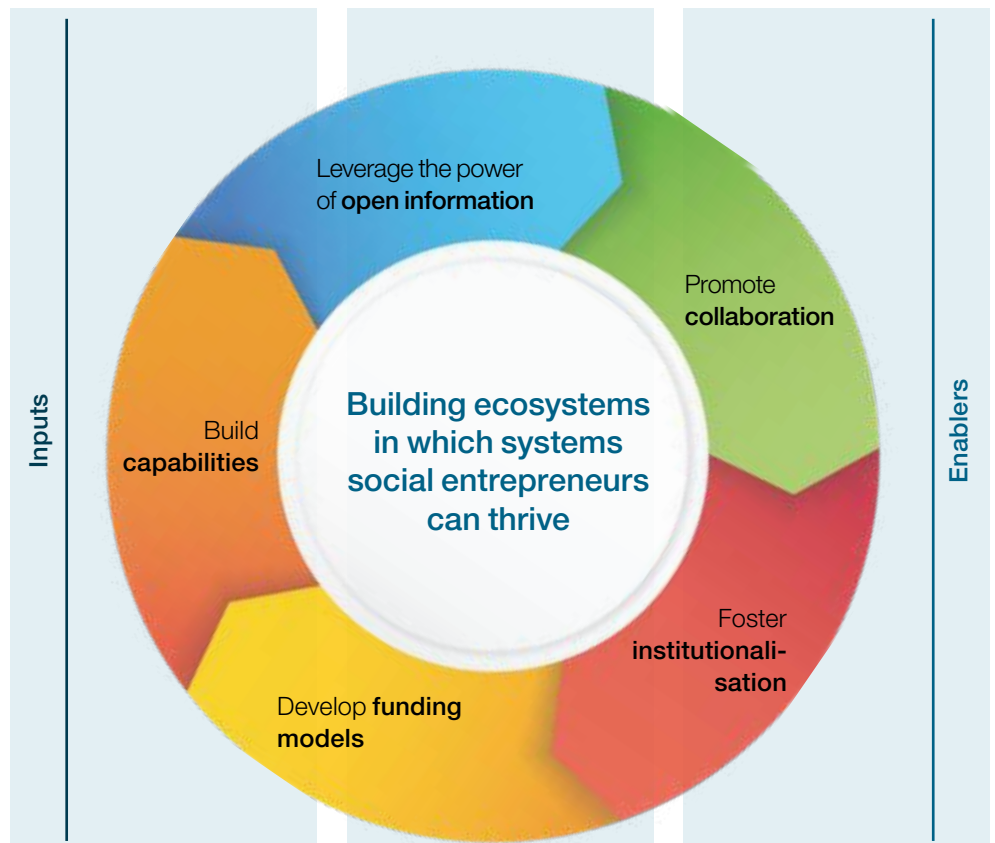 Leverage the power
of open information
Promote
collaboration
Inputs
Build
capabilities
Building ecosystems
in which systems
social entrepreneurs
can thrive
Enablers
Foster
institutionali-
sation
Develop funding
models